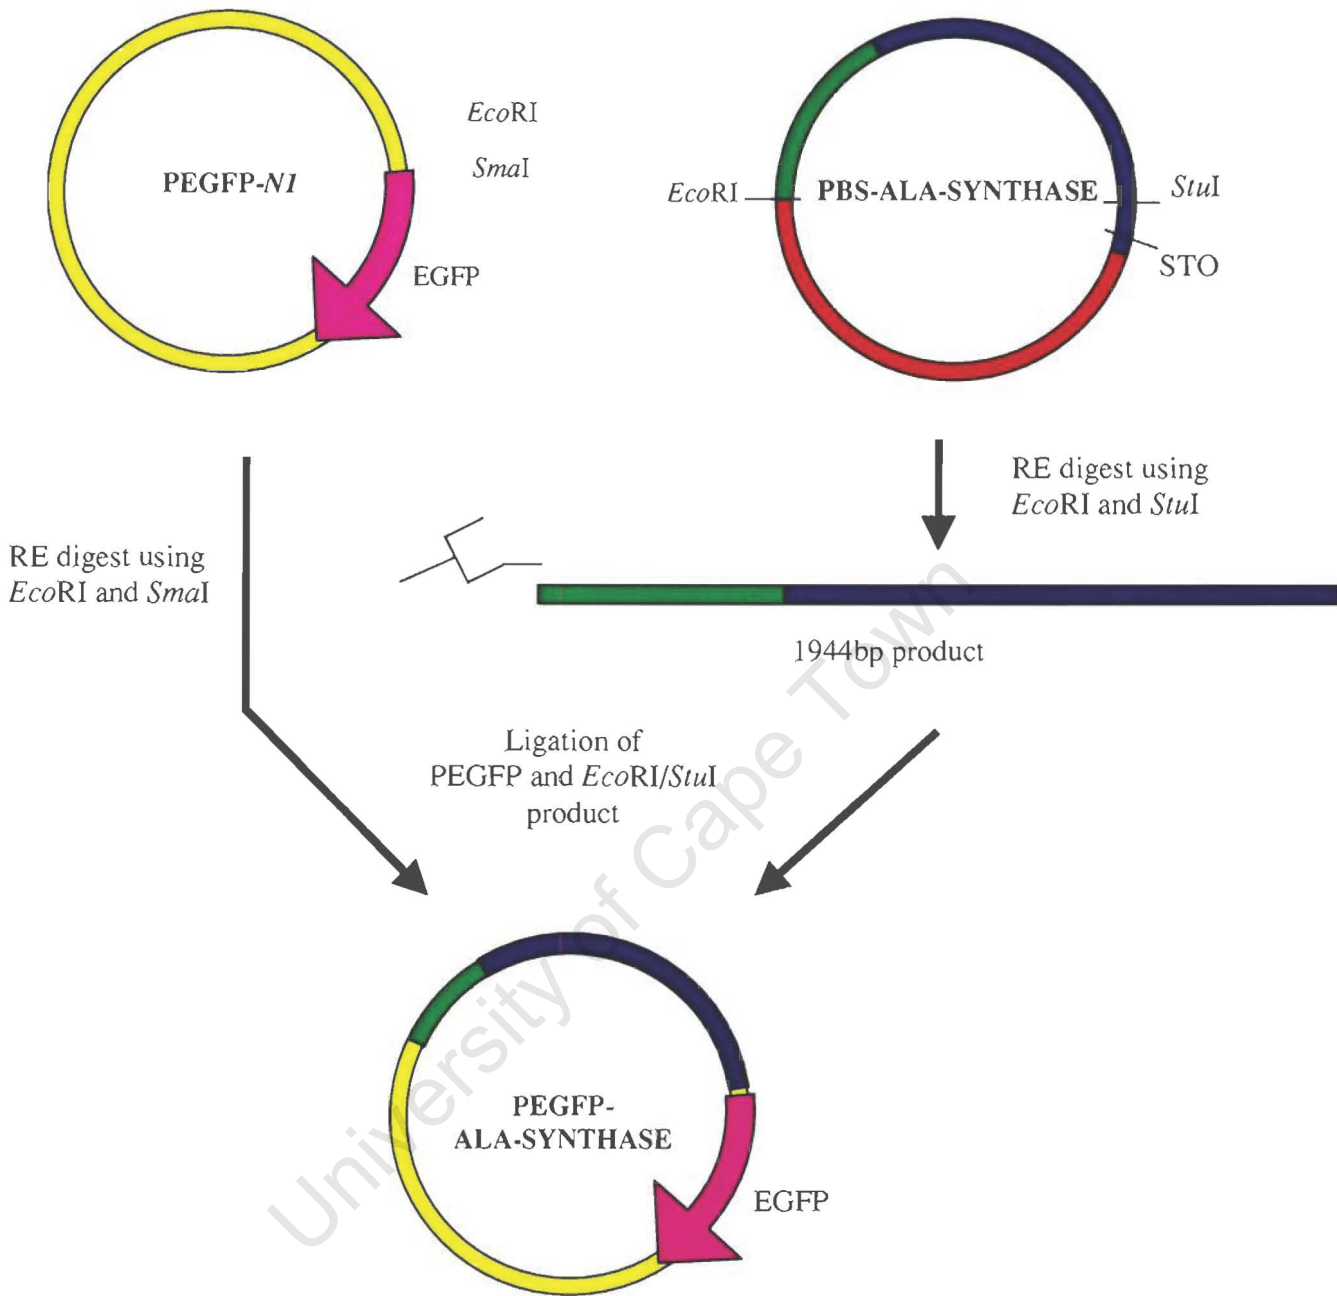 EcoRI
SmaI
PEGFP-N1
EGFP
EcoRI
PBS-ALA-SYNTHASE
StuI
STO
RE digest using
EcoRI and SmaI
RE digest using
EcoRI and StuI
1944bp product
Ligation of
PEGFP and EcoRI/StuI
product
PEGFP-
ALA-SYNTHASE
EGFP
University of Cape Town